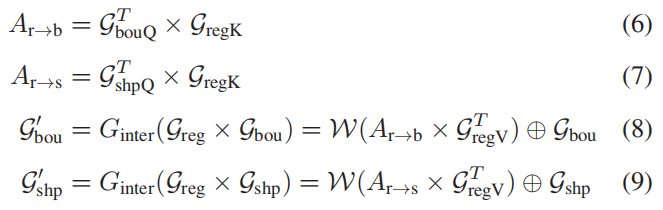 A_{r→b} = 𝒢^T_{bouQ} × 𝒢_{regK} (6)
A_{r→s} = 𝒢^T_{shpQ} × 𝒢_{regK} (7)
𝒢′_{bou} = G_{inter}(𝒢_{reg} × 𝒢_{bou}) = 𝒲(A_{r→b} × 𝒢^T_{regV}) ⊕ 𝒢_{bou} (8)
𝒢′_{shp} = G_{inter}(𝒢_{reg} × 𝒢_{shp}) = 𝒲(A_{r→s} × 𝒢^T_{regV}) ⊕ 𝒢_{shp} (9)